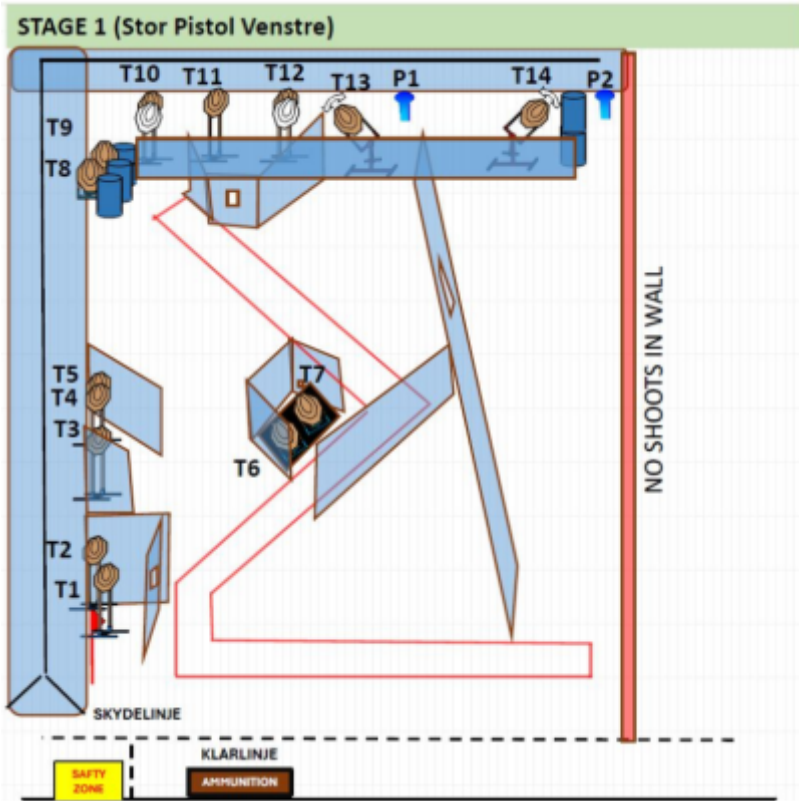 STAGE 1 (Stor Pistol Venstre)
T10 T11 T12 T13 P1 T14 P2
T9
T8
T5
T4
T3
T7
T6
T2
T1
NO SHOOTS IN WALL
SKYDELINJE
KLARLINJE
SAFTY
ZONE
AMMUNITION